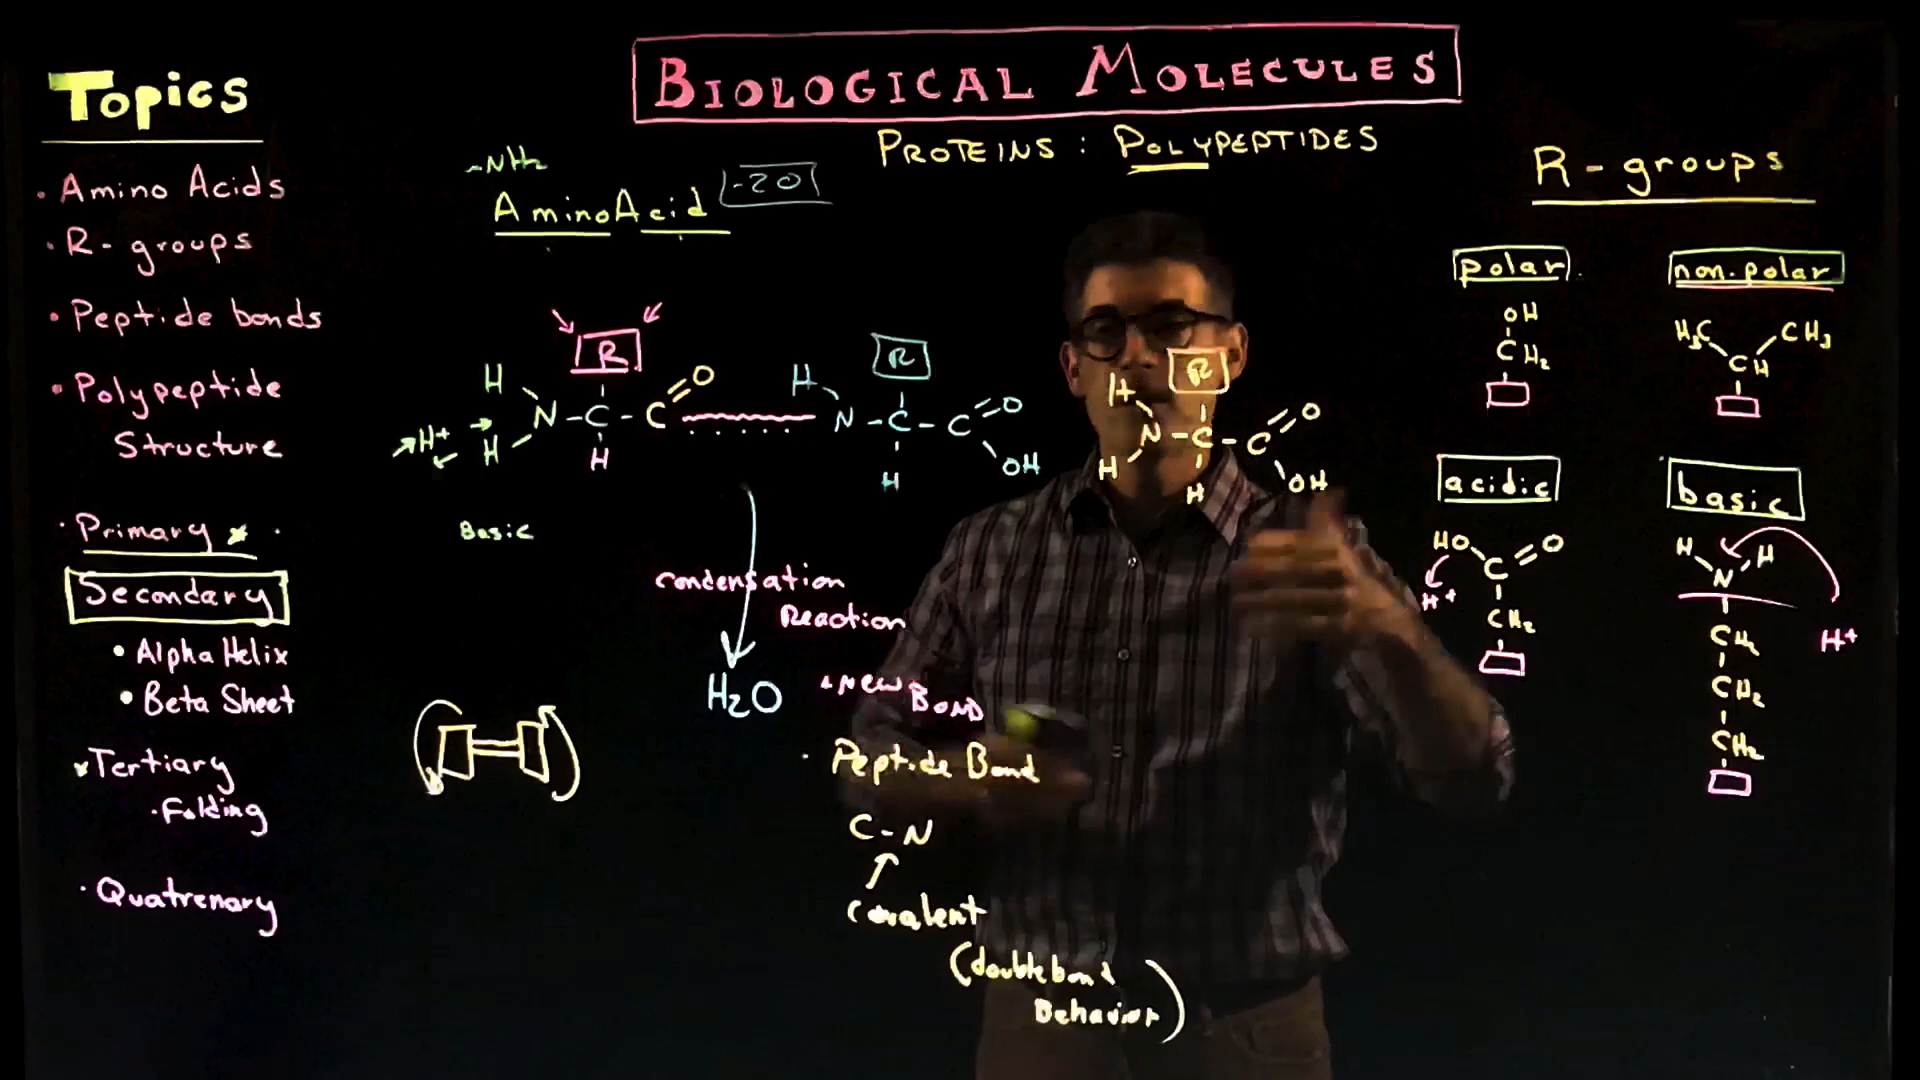 BIOLOGICAL MOLECULES
PROTEINS : POLYPEPTIDES
Topics
• Amino Acids
• R-groups
• Peptide bonds
• Polypeptide
Structure
• Primary *
Secondary
• Alpha Helix
• Beta Sheet
Tertiary
• Folding
• Quatrenary
-NH2
AminoAcid
-20
R
H
N-C-C=O
H+
H
H
Basic
R
H
N-C-C=O
H
OH
R
H
N-C-C=O
H
H
OH
condensation
Reaction
H2O
+New Bond
• Peptide Bond
C-N
covalent
(double bond
Behavior)
R-groups
polar
OH
CH2
non-polar
H3C
CH3
CH
acidic
HO
C=O
H+
CH2
basic
H
H
N
H+
CH2
CH2
CH2